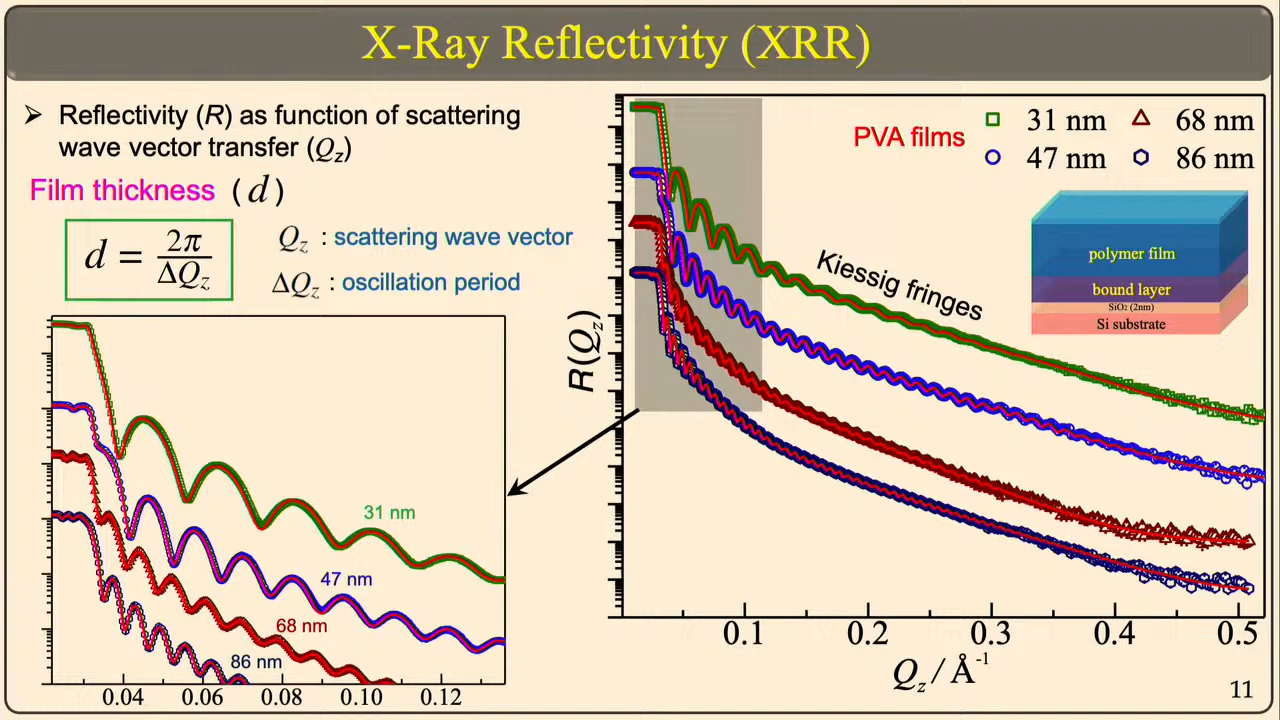 X-Ray Reflectivity (XRR)
➢ Reflectivity (R) as function of scattering
wave vector transfer (Qz)
Film thickness (d)
d = 2π / ΔQz
Qz : scattering wave vector
ΔQz : oscillation period
31 nm
47 nm
68 nm
86 nm
0.04 0.06 0.08 0.10 0.12
PVA films
31 nm 68 nm
47 nm 86 nm
Kiessig fringes
polymer film
bound layer
SiO₂ (2nm)
Si substrate
R(Qz)
0.1 0.2 0.3 0.4 0.5
Qz / Å⁻¹
11